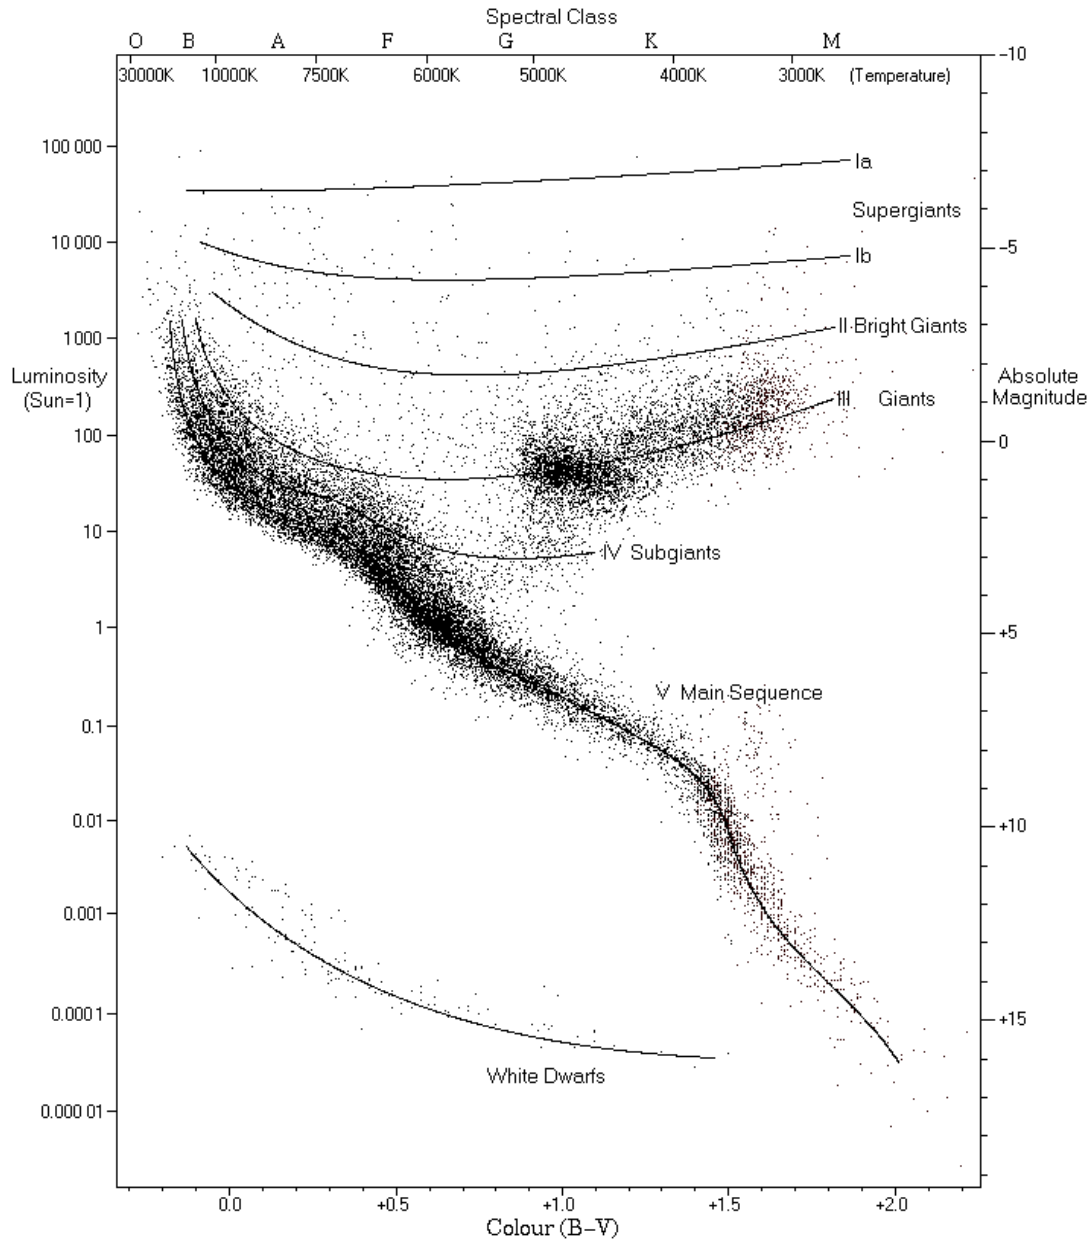 Spectral Class
O B A F G K M
30000K 10000K 7500K 6000K 5000K 4000K 3000K (Temperature)
−10
100 000
Ia
Supergiants
10 000
−5
Ib
1000
II Bright Giants
Luminosity
(Sun=1)
Absolute
Magnitude
III Giants
100
0
10
IV Subgiants
1
+5
V Main Sequence
0.1
0.01
+10
0.001
0.0001
+15
White Dwarfs
0.000 01
0.0 +0.5 +1.0 +1.5 +2.0
Colour (B−V)